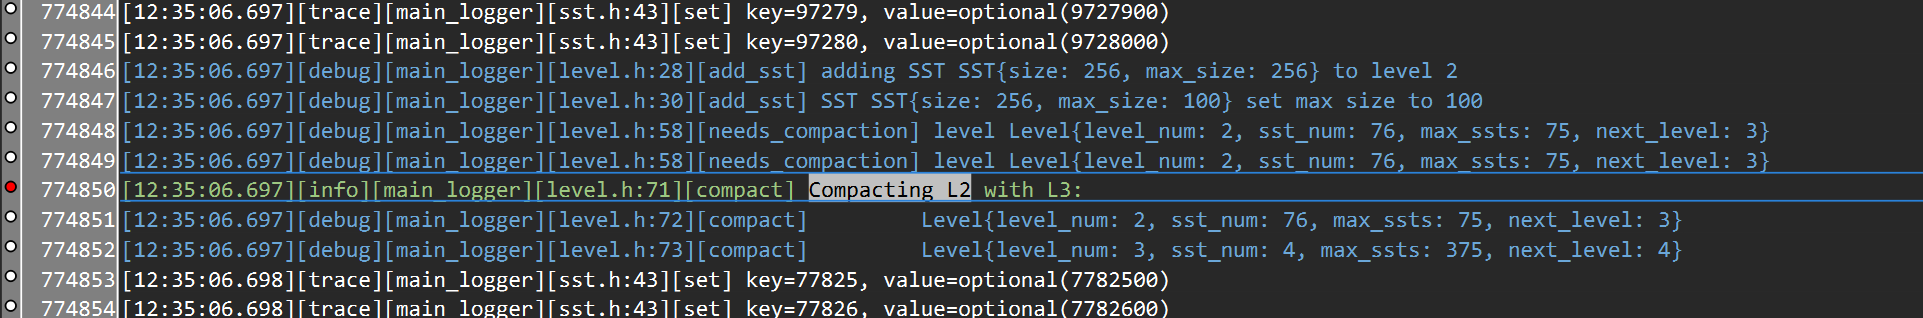 774844[12:35:06.697][trace][main_logger][sst.h:43][set] key=97279, value=optional(9727900)
774845[12:35:06.697][trace][main_logger][sst.h:43][set] key=97280, value=optional(9728000)
774846[12:35:06.697][debug][main_logger][level.h:28][add_sst] adding SST SST{size: 256, max_size: 256} to level 2
774847[12:35:06.697][debug][main_logger][level.h:30][add_sst] SST SST{size: 256, max_size: 100} set max size to 100
774848[12:35:06.697][debug][main_logger][level.h:58][needs_compaction] level Level{level_num: 2, sst_num: 76, max_ssts: 75, next_level: 3}
774849[12:35:06.697][debug][main_logger][level.h:58][needs_compaction] level Level{level_num: 2, sst_num: 76, max_ssts: 75, next_level: 3}
774850[12:35:06.697][info][main_logger][level.h:71][compact] Compacting L2 with L3:
774851[12:35:06.697][debug][main_logger][level.h:72][compact]         Level{level_num: 2, sst_num: 76, max_ssts: 75, next_level: 3}
774852[12:35:06.697][debug][main_logger][level.h:73][compact]         Level{level_num: 3, sst_num: 4, max_ssts: 375, next_level: 4}
774853[12:35:06.698][trace][main_logger][sst.h:43][set] key=77825, value=optional(7782500)
774854[12:35:06.698][trace][main_logger][sst.h:43][set] key=77826, value=optional(7782600)